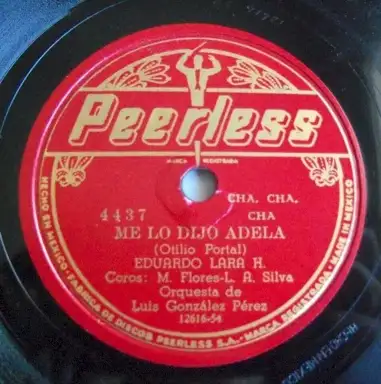 Peerless
MARCA REGISTRADA
CHA, CHA,
4437 CHA
ME LO DIJO ADELA
(Otilio Portal)
EDUARDO LARA H.
Coros: M. Flores-L. A. Silva
Orquesta de
Luis González Pérez
12616-54
HECHO EN MEXICO - FABRICA DE DISCOS PEERLESS S.A. - MARCA REGISTRADA - MADE IN MEXICO